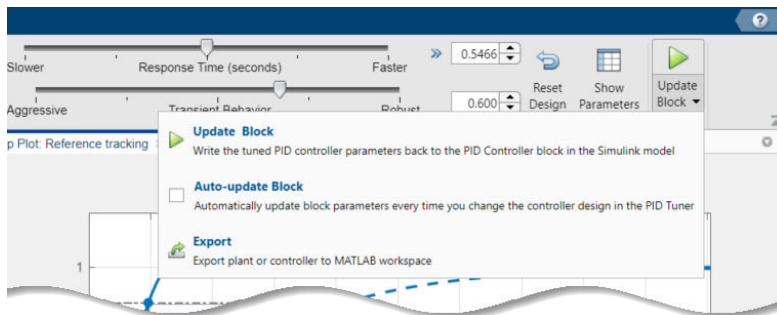 ?
Slower
Response Time (seconds)
Faster
»
0.5466
Aggressive
Transient Behavior
Robust
0.600
Reset
Design
Show
Parameters
Update
Block
p Plot: Reference tracking
Update Block
Write the tuned PID controller parameters back to the PID Controller block in the Simulink model
Auto-update Block
Automatically update block parameters every time you change the controller design in the PID Tuner
Export
Export plant or controller to MATLAB workspace
1